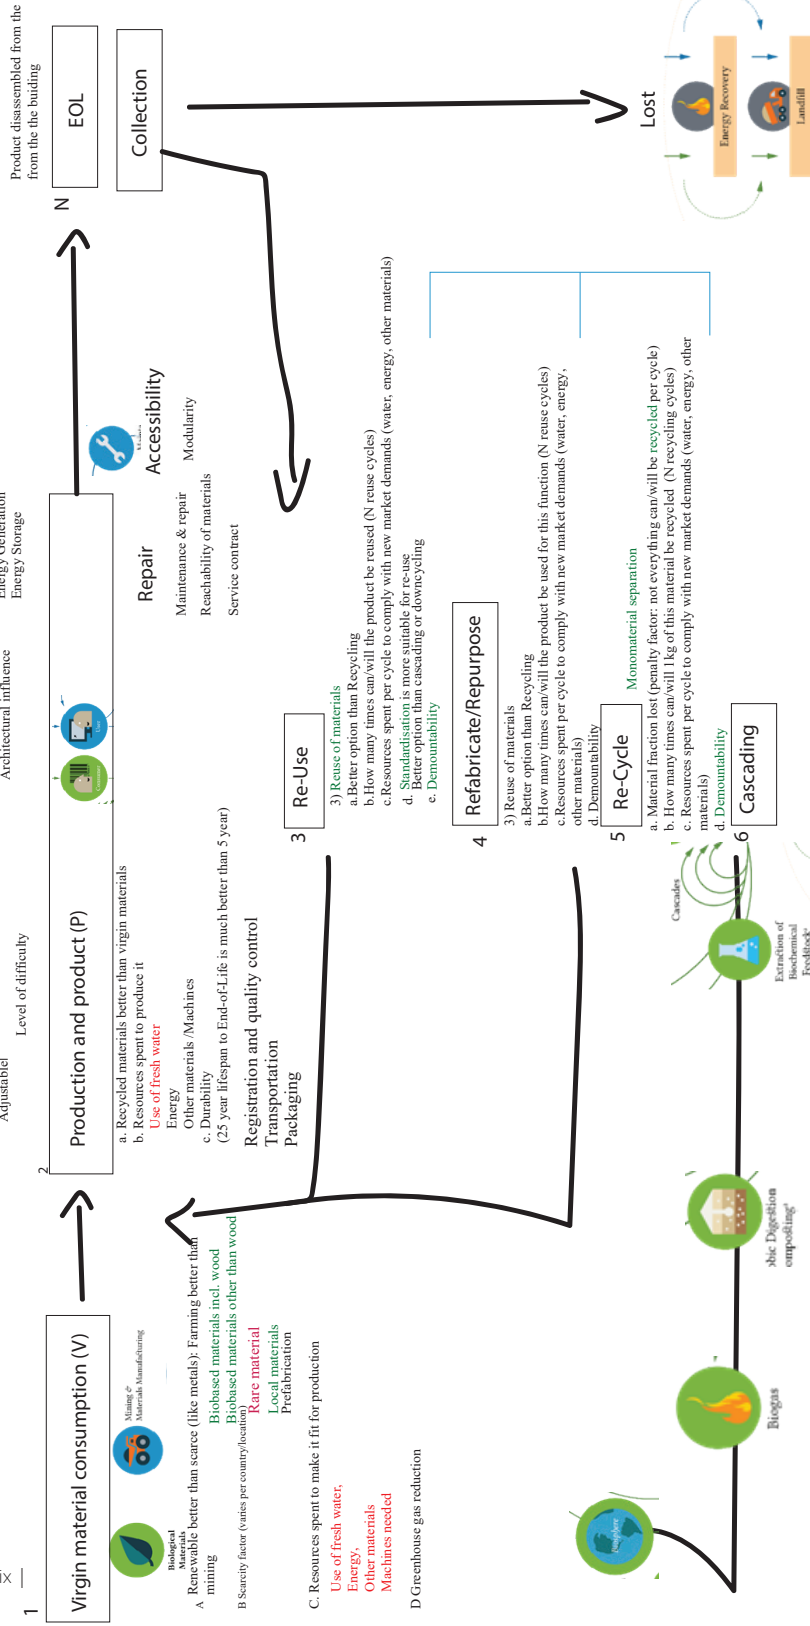 1
Virgin material consumption (V)
Biological
Materials
Mining &
Materials Manufacturing
A
Renewable better than scarce (like metals): Farming better than
mining
Biobased materials incl. wood
Biobased materials other than wood
B Scarcity factor (varies per country/location)
Rare material
Local materials
Prefabrication
C. Resources spent to make it fit for production
Use of fresh water,
Energy,
Other materials
Machines needed
D Greenhouse gas reduction
Level of difficulty
Architectural influence
Energy Storage
2
Production and product (P)
Consumer
User
a. Recycled materials better than virgin materials
b. Resources spent to produce it
Use of fresh water
Energy
Other materials /Machines
c. Durability
(25 year lifespan to End-of-Life is much better than 5 year)
Registration and quality control
Transportation
Packaging
Repair
Maintenance & repair
Reachability of materials
Service contract
Accessibility
Modularity
Product disassembled from the
from the the buiding
N
EOL
Collection
Lost
Energy Recovery
Landfill
3
Re-Use
3) Reuse of materials
a.Better option than Recycling
b.How many times can/will the product be reused (N reuse cycles)
c.Resources spent per cycle to comply with new market demands (water, energy, other materials)
d. Standardisation is more suitable for re-use
Better option than cascading or downcycling
e. Demountability
4
Refabricate/Repurpose
3) Reuse of materials
a.Better option than Recycling
b.How many times can/will the product be used for this function (N reuse cycles)
c.Resources spent per cycle to comply with new market demands (water, energy,
other materials)
d. Demountability
5
Re-Cycle
Monomaterial separation
a. Material fraction lost (penalty factor: not everything can/will be recycled per cycle)
b. How many times can/will 1kg of this material be recycled (N recycling cycles)
c. Resources spent per cycle to comply with new market demands (water, energy, other
materials)
d. Demountability
6
Cascading
Cascades
Extraction of
Biochemical
Feedstock
Biogas